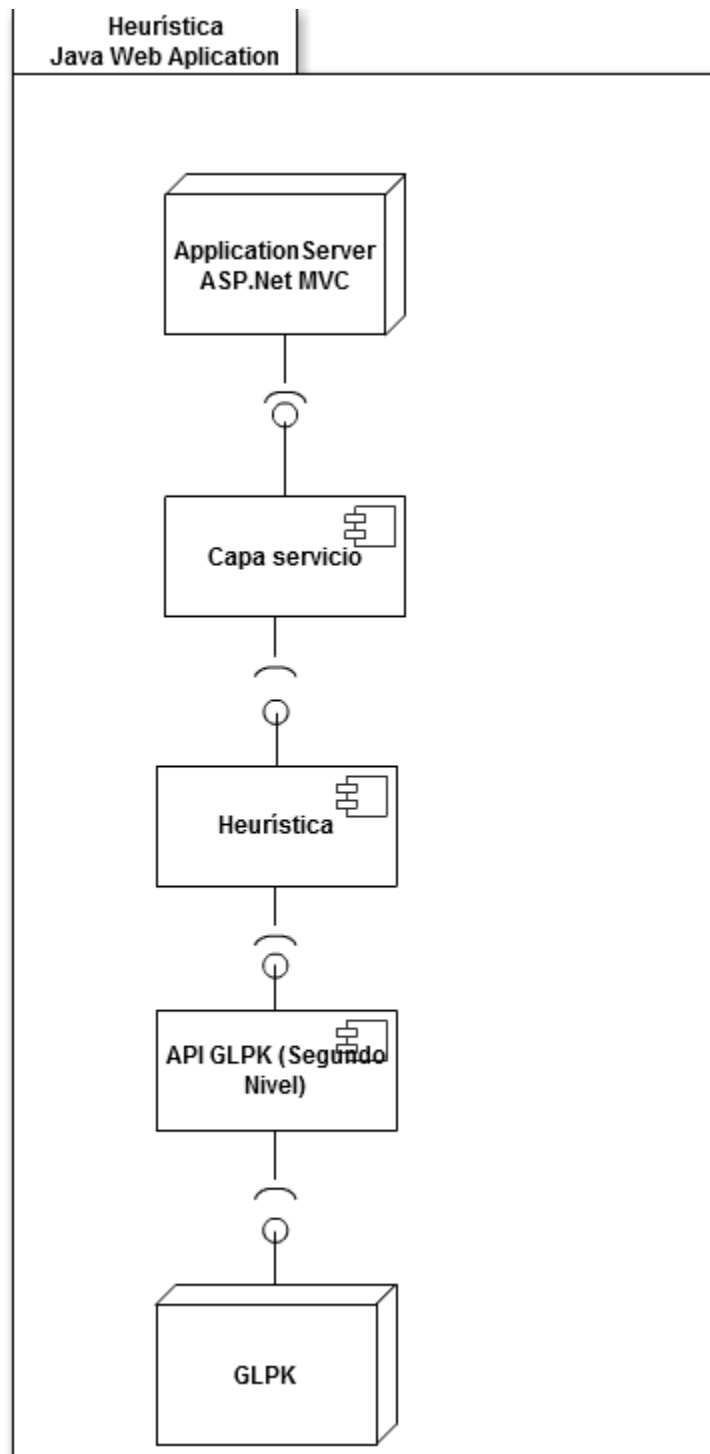 Heurística
Java Web Aplication
Application Server
ASP.Net MVC
Capa servicio
Heurística
API GLPK (Segundo
Nivel)
GLPK